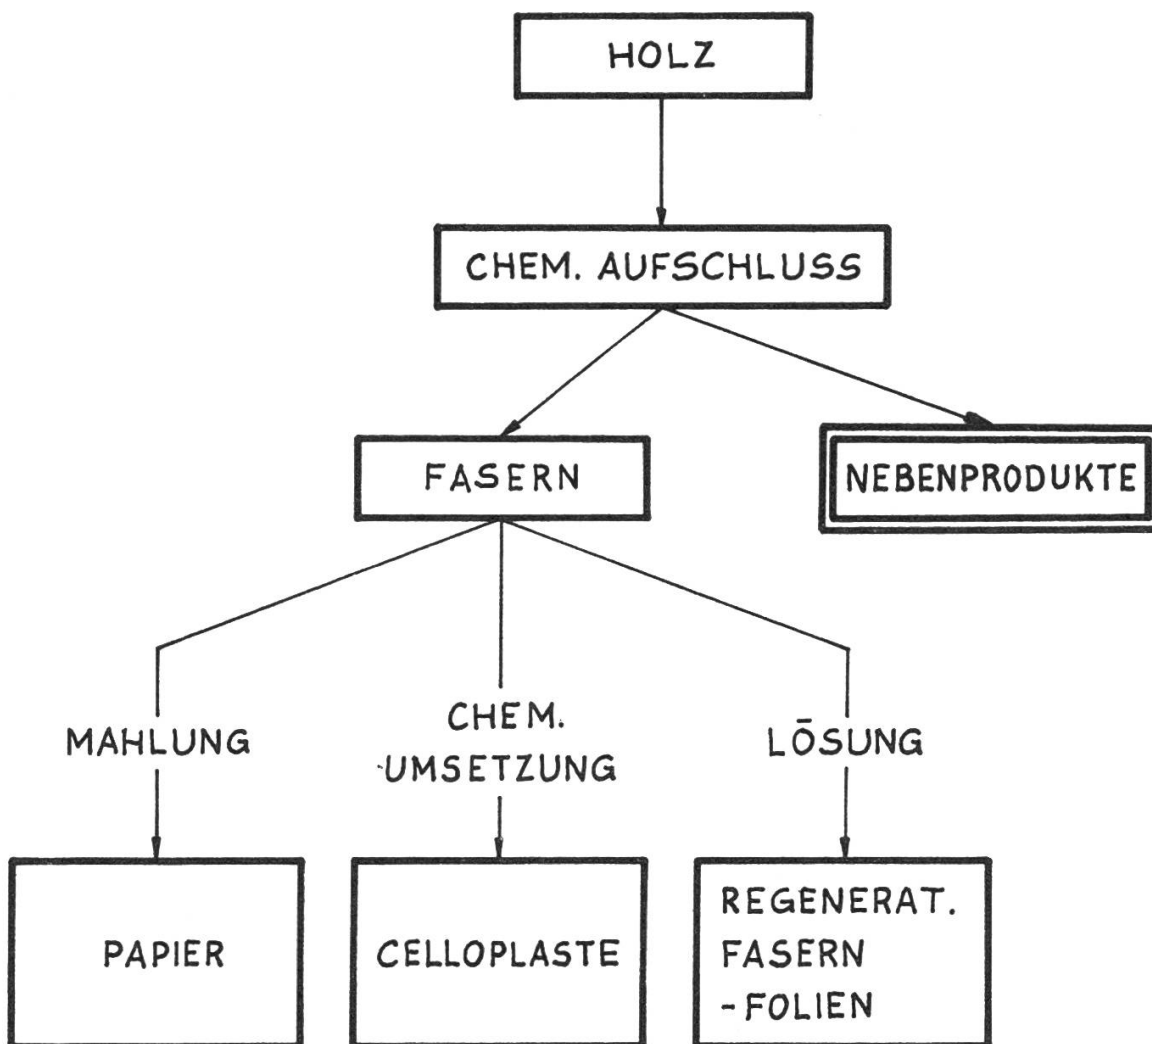 HOLZ
CHEM. AUFSCHLUSS
FASERN
NEBENPRODUKTE
MAHLUNG
CHEM.
UMSETZUNG
LÖSUNG
PAPIER
CELLOPLASTE
REGENERAT.
FASERN
-FOLIEN